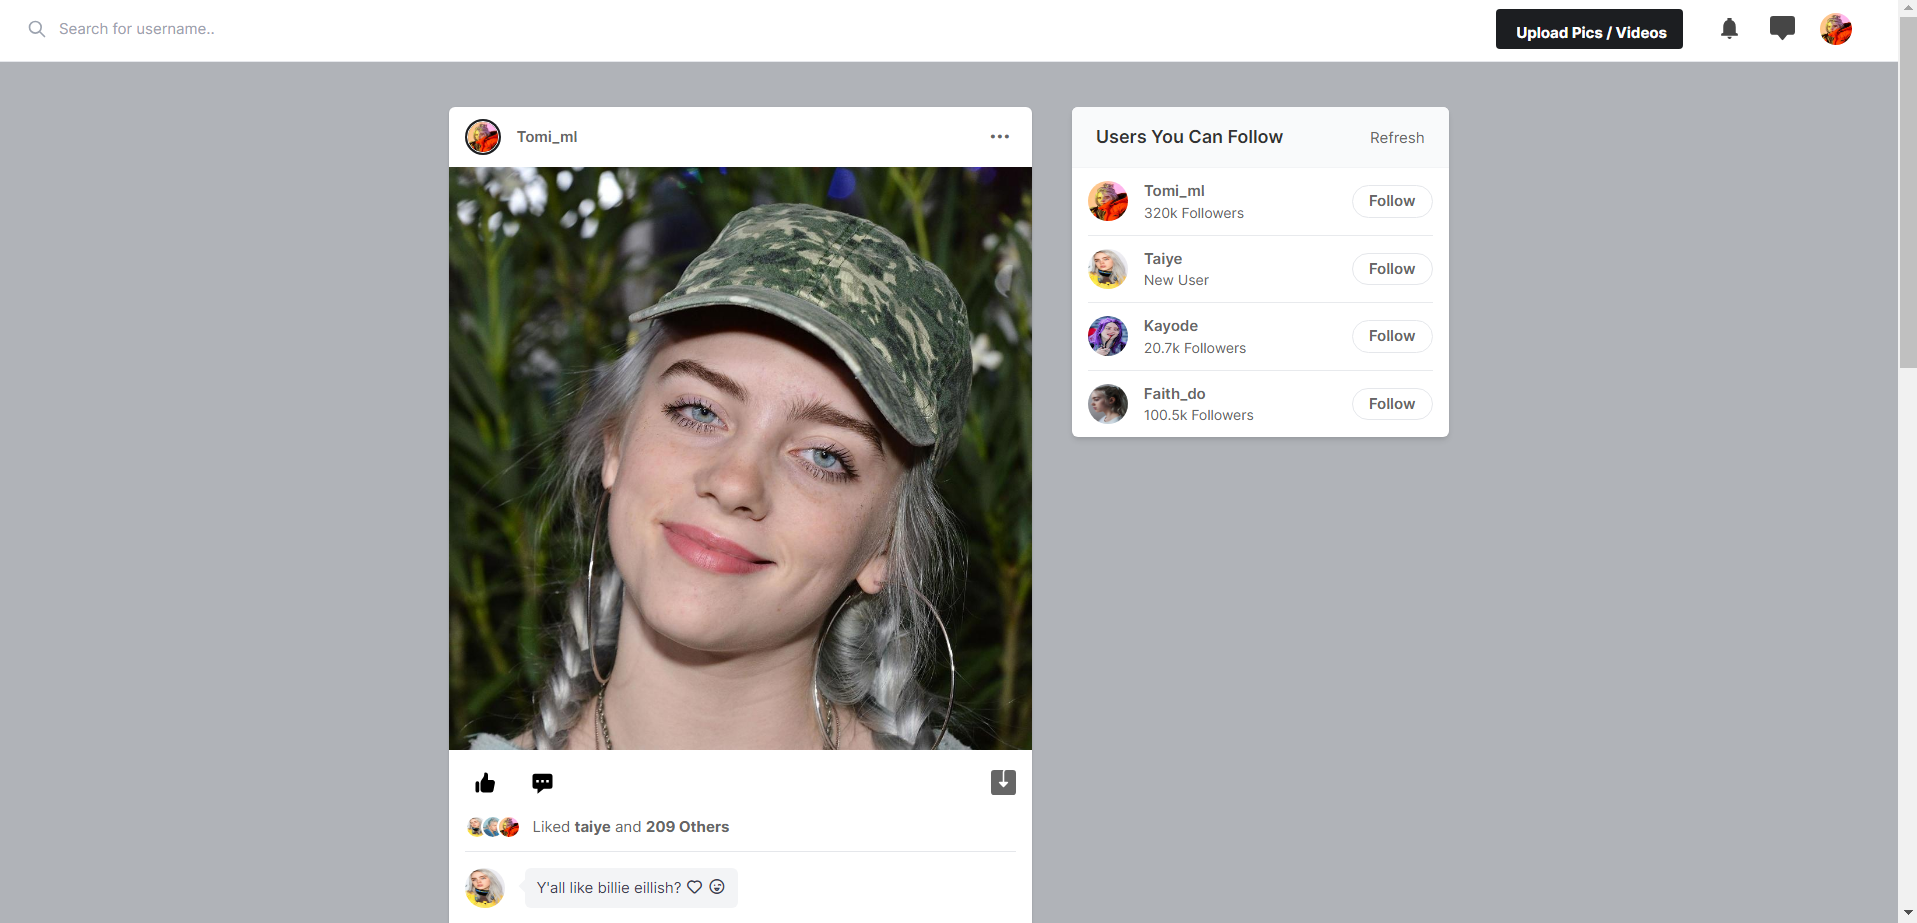 Search for username..
Upload Pics / Videos
Tomi_ml
Users You Can Follow
Refresh
Tomi_ml
320k Followers
Follow
Taiye
New User
Follow
Kayode
20.7k Followers
Follow
Faith_do
100.5k Followers
Follow
Liked taiye and 209 Others
Y'all like billie eillish?